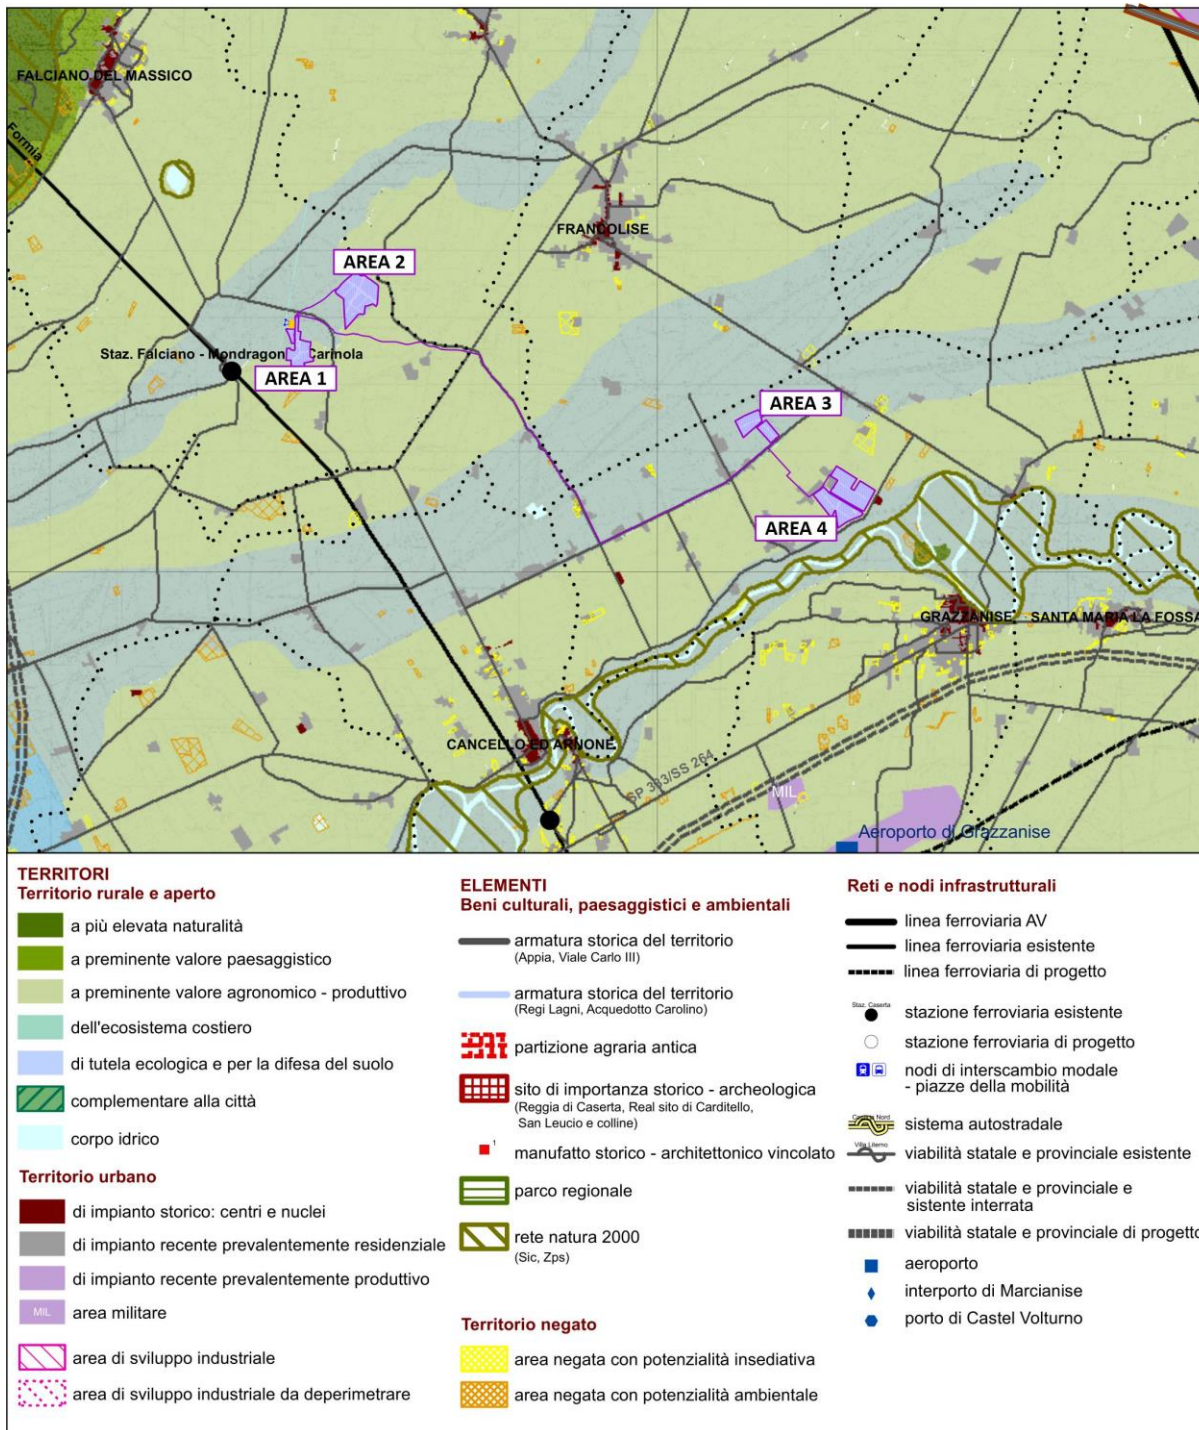 FALCIANO DEL MASSICO
Formia
FRANCOLISE
AREA 2
Staz. Falciano - Mondragone Carinola
AREA 1
AREA 3
AREA 4
GRAZZANISE
SANTA MARIA LA FOSSA
CANCELLO ED ARNONE
SP 333/SS 264
MIL
Aeroporto di Grazzanise
TERRITORI
Territorio rurale e aperto
a più elevata naturalità
a preminente valore paesaggistico
a preminente valore agronomico - produttivo
dell'ecosistema costiero
di tutela ecologica e per la difesa del suolo
complementare alla città
corpo idrico
Territorio urbano
di impianto storico: centri e nuclei
di impianto recente prevalentemente residenziale
di impianto recente prevalentemente produttivo
MIL area militare
area di sviluppo industriale
area di sviluppo industriale da deperimetrare
ELEMENTI
Beni culturali, paesaggistici e ambientali
armatura storica del territorio
(Appia, Viale Carlo III)
armatura storica del territorio
(Regi Lagni, Acquedotto Carolino)
partizione agraria antica
sito di importanza storico - archeologica
(Reggia di Caserta, Real sito di Carditello,
San Leucio e colline)
1
manufatto storico - architettonico vincolato
parco regionale
rete natura 2000
(Sic, Zps)
Territorio negato
area negata con potenzialità insediativa
area negata con potenzialità ambientale
Reti e nodi infrastrutturali
linea ferroviaria AV
linea ferroviaria esistente
linea ferroviaria di progetto
Staz. Caserta
stazione ferroviaria esistente
stazione ferroviaria di progetto
nodi di interscambio modale
- piazze della mobilità
sistema autostradale
Villa Literno
viabilità statale e provinciale esistente
viabilità statale e provinciale e
sistente interrata
viabilità statale e provinciale di progetto
aeroporto
interporto di Marcianise
porto di Castel Volturno